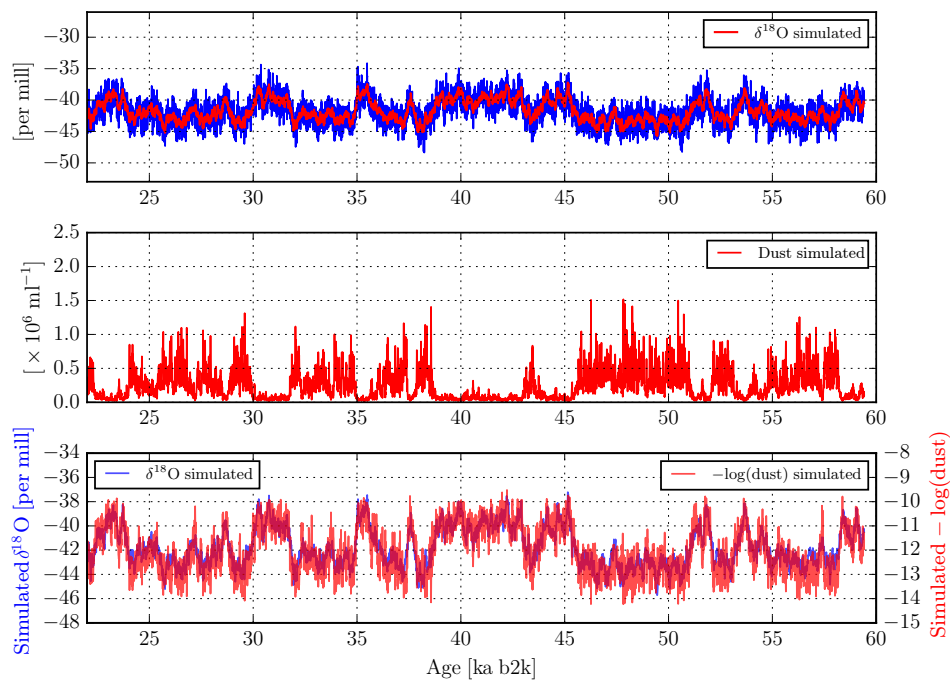 [per mill]
−26
−35
−40
−45
−50
δ¹⁸O simulated
25 30 35 40 45 50 55 60
[ × 10⁶ ml⁻¹]
2.5
2.0
1.5
1.0
0.5
0.0
Dust simulated
25 30 35 40 45 50 55 60
Simulated δ¹⁸O [per mill]
−34
−36
−38
−40
−42
−44
−46
−48
δ¹⁸O simulated
−log(dust) simulated
−8
−9
−10
−11
−12
−13
−14
−15
Simulated − log(dust)
25 30 35 40 45 50 55 60
Age [ka b2k]